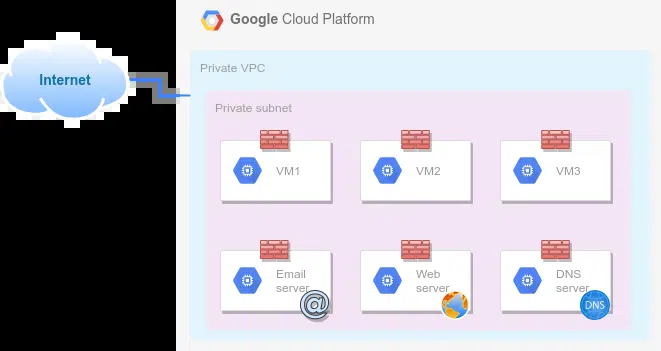 Google Cloud Platform
Internet
Private VPC
Private subnet
VM1
VM2
VM3
Email
server
@
Web
server
DNS
server
DNS